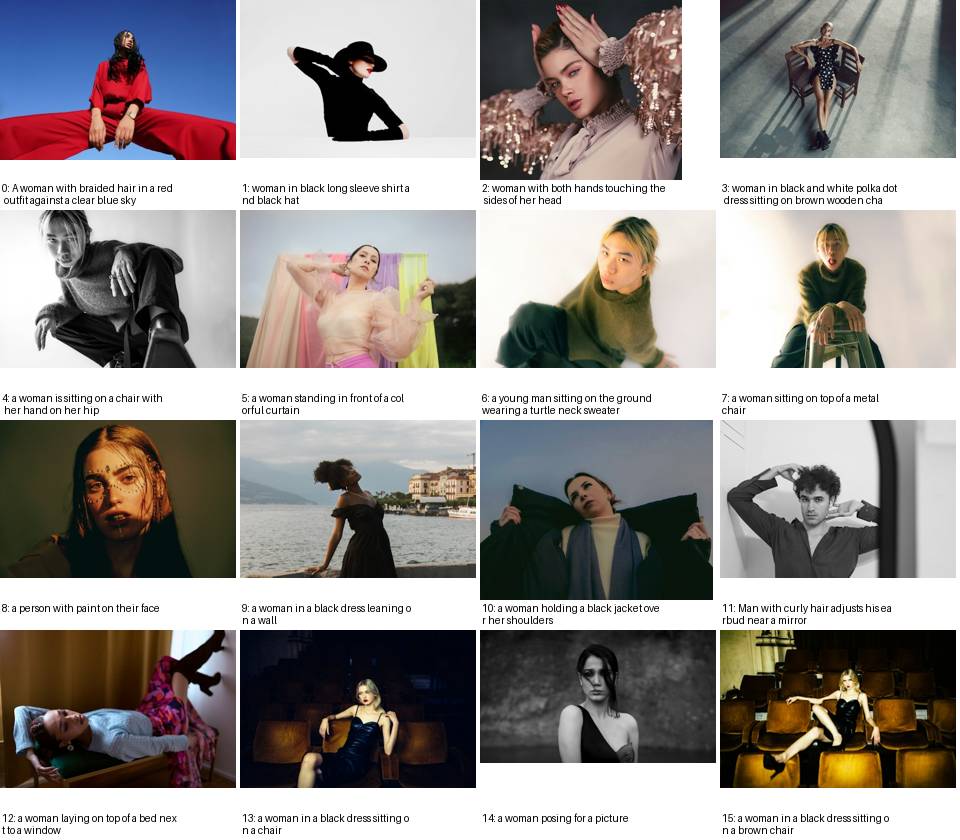 0: A woman with braided hair in a red
outfit against a clear blue sky
1: woman in black long sleeve shirt a
nd black hat
2: woman with both hands touching the
sides of her head
3: woman in black and white polka dot
dress sitting on brown wooden cha
4: a woman is sitting on a chair with
her hand on her hip
5: a woman standing in front of a col
orful curtain
6: a young man sitting on the ground
wearing a turtle neck sweater
7: a woman sitting on top of a metal
chair
8: a person with paint on their face
9: a woman in a black dress leaning o
n a wall
10: a woman holding a black jacket ove
r her shoulders
11: Man with curly hair adjusts his ea
rbud near a mirror
12: a woman laying on top of a bed nex
t to a window
13: a woman in a black dress sitting o
n a chair
14: a woman posing for a picture
15: a woman in a black dress sitting o
n a brown chair